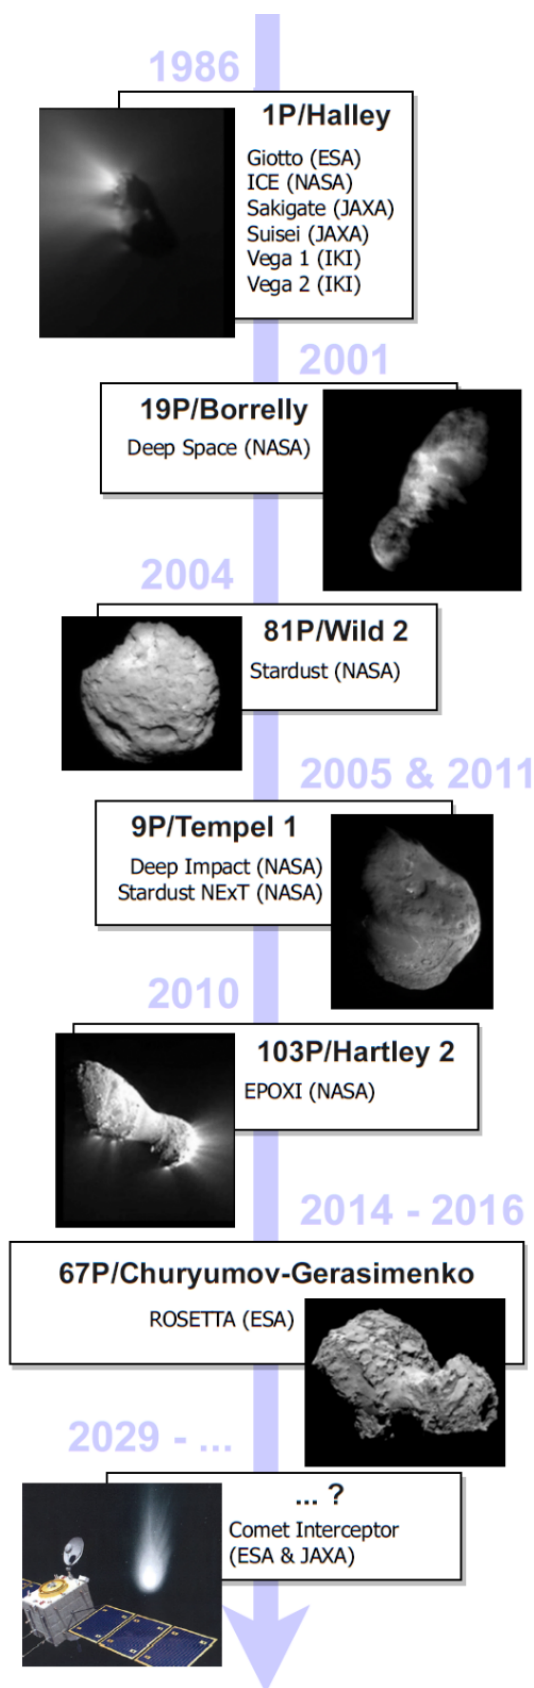 1986
1P/Halley
Giotto (ESA)
ICE (NASA)
Sakigate (JAXA)
Suisei (JAXA)
Vega 1 (IKI)
Vega 2 (IKI)
2001
19P/Borrelly
Deep Space (NASA)
2004
81P/Wild 2
Stardust (NASA)
2005 & 2011
9P/Tempel 1
Deep Impact (NASA)
Stardust NExT (NASA)
2010
103P/Hartley 2
EPOXI (NASA)
2014 - 2016
67P/Churyumov-Gerasimenko
ROSETTA (ESA)
2029 - ...
... ?
Comet Interceptor
(ESA & JAXA)